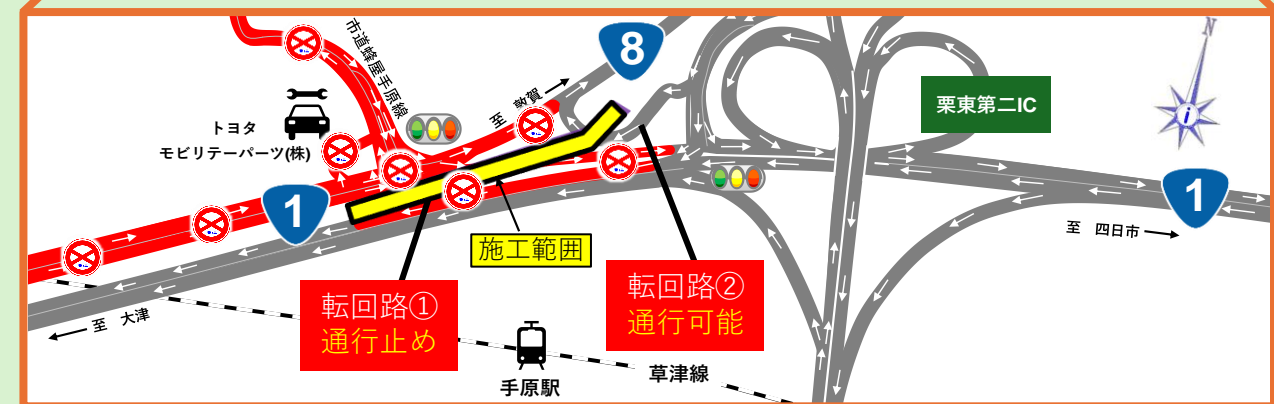 市道蜂屋手原線
8
N
至 敦賀
栗東第二IC
トヨタ
モビリテーパーツ(株)
i
1
1
施工範囲
至 四日市
転回路①
通行止め
転回路②
通行可能
至 大津
手原駅
草津線